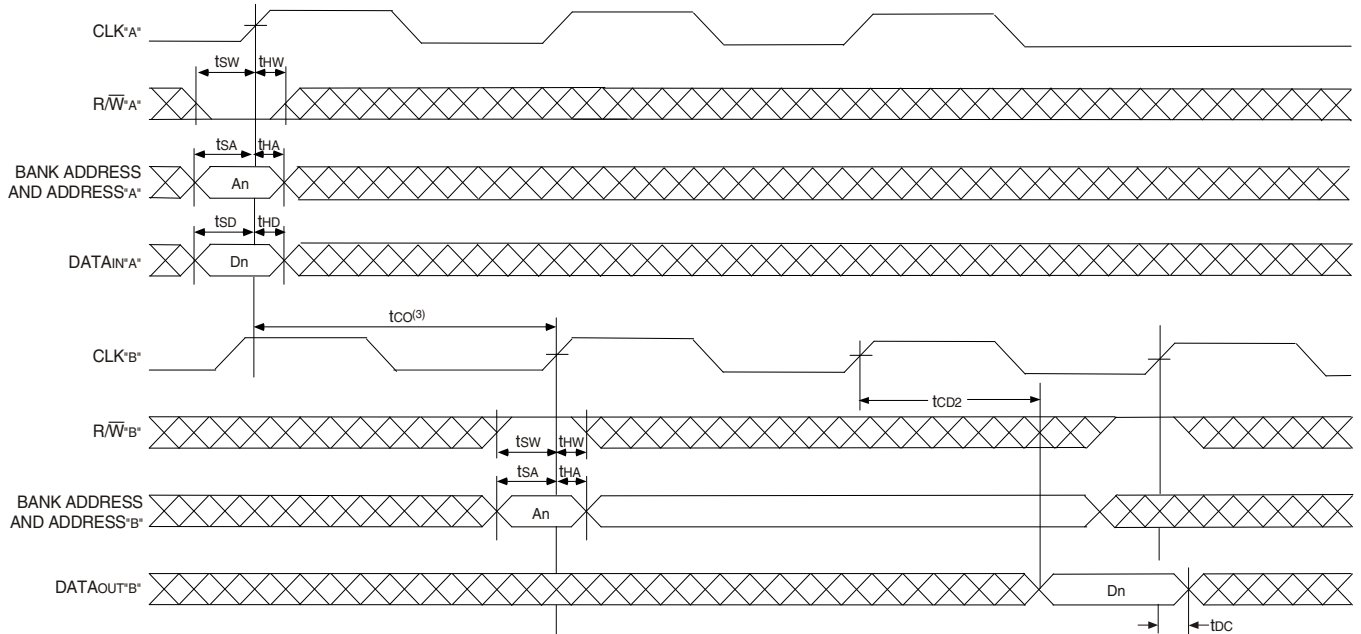 CLK"A"
tSW tHW
R/W̅"A"
tSA tHA
BANK ADDRESS
AND ADDRESS"A"
An
tSD tHD
DATAIN"A"
Dn
tCO(3)
CLK"B"
tCD2
R/W̅"B"
tSW tHW
tSA tHA
BANK ADDRESS
AND ADDRESS"B"
An
DATAOUT"B"
Dn
tDC